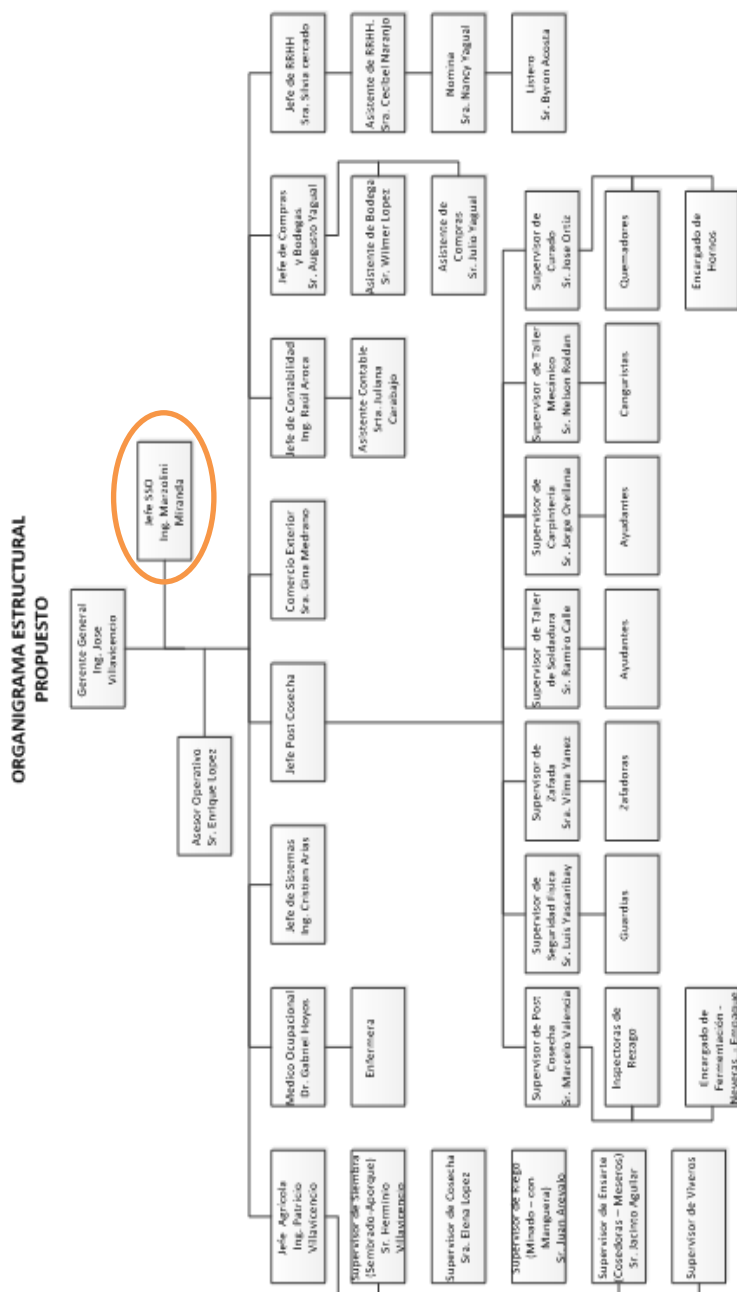 ORGANIGRAMA ESTRUCTURAL
PROPUESTO
Gerente General
Ing. Jose
Villavicencio
Jefe SSO
Ing. Marzolini
Miranda
Asesor Operativo
Sr. Enrique Lopez
Jefe Agricola
Ing. Patricio
Villavicencio
Supervisor de Siembra
(Sembrado-Aporque)
Sr. Herminio
Villavicencio
Supervisor de Cosecha
Sra. Elena Lopez
Supervisor de Riego
(Minado – con
Manguera)
Sr. Juan Arevalo
Supervisor de Ensarte
(Cosedoras – Meseros)
Sr. Jacinto Aguilar
Supervisor de Viveros
Medico Ocupacional
Dr. Gabriel Hoyos
Enfermera
Jefe de Sistemas
Ing. Cristian Arias
Jefe Post Cosecha
Comercio Exterior
Sra. Gina Medrano
Jefe de Contabilidad
Ing. Raúl Aroca
Asistente Contable
Srta. Juliana
Carabajo
Jefe de Compras
y Bodegas
Sr. Augusto Yagual
Asistente de Bodega
Sr. Wilmer Lopez
Asistente de
Compras
Sr. Julio Yagual
Jefe de RRHH
Sra. Silvia cercado
Asistente de RRHH.
Sra. Cecibel Naranjo
Nomina
Sra. Nancy Yagual
Listero
Sr. Byron Acosta
Supervisor de Post
Cosecha
Sr. Marcelo Valencia
Inspectoras de
Rezago
Encargado de
Fermentación -
Neveras - Empaque
Supervisor de
Seguridad Fisica
Sr. Luis Yascaribay
Guardias
Supervisor de
Zafada
Sra. Vilma Yanez
Zafadoras
Supervisor de Taller
de Soldadura
Sr. Ramiro Calle
Ayudantes
Supervisor de
Carpinteria
Sr. Jorge Orellana
Ayudantes
Supervisor de Taller
Mecánico
Sr. Nelson Roldan
Canguristas
Supervisor de
Curado
Sr. Jose Ortiz
Quemadores
Encargado de
Hornos